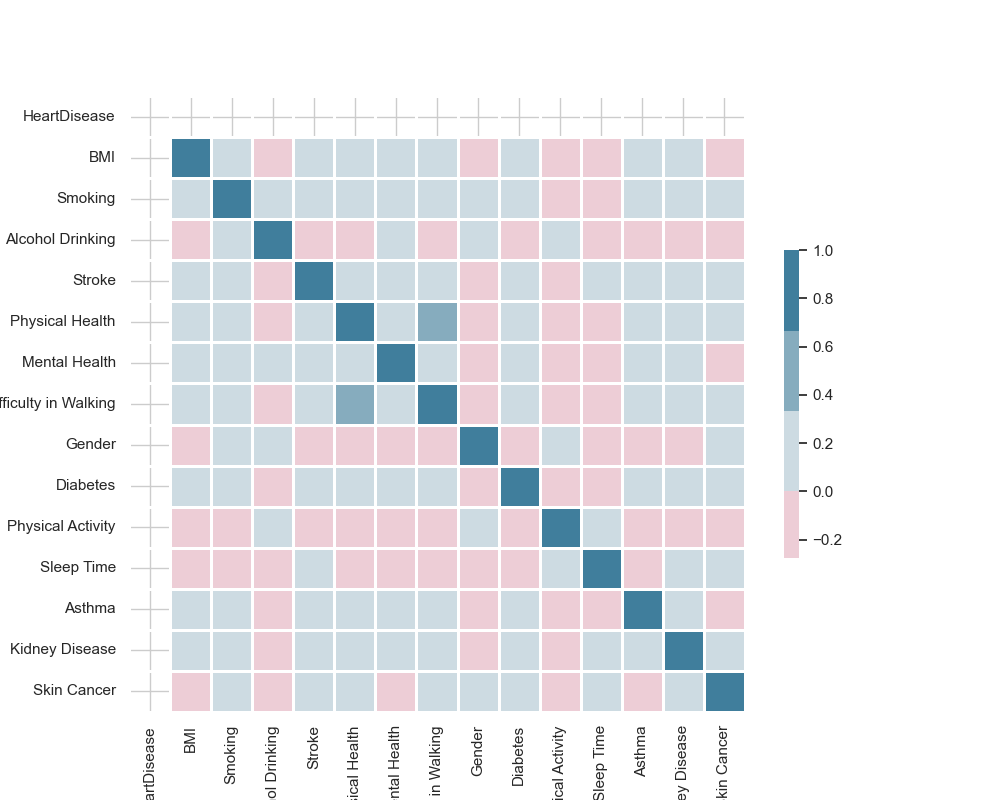 HeartDisease
BMI
Smoking
Alcohol Drinking
Stroke
Physical Health
Mental Health
fficulty in Walking
Gender
Diabetes
Physical Activity
Sleep Time
Asthma
Kidney Disease
Skin Cancer
artDisease
BMI
Smoking
ol Drinking
Stroke
sical Health
ntal Health
in Walking
Gender
Diabetes
ical Activity
Sleep Time
Asthma
ey Disease
kin Cancer
1.0
0.8
0.6
0.4
0.2
0.0
−0.2